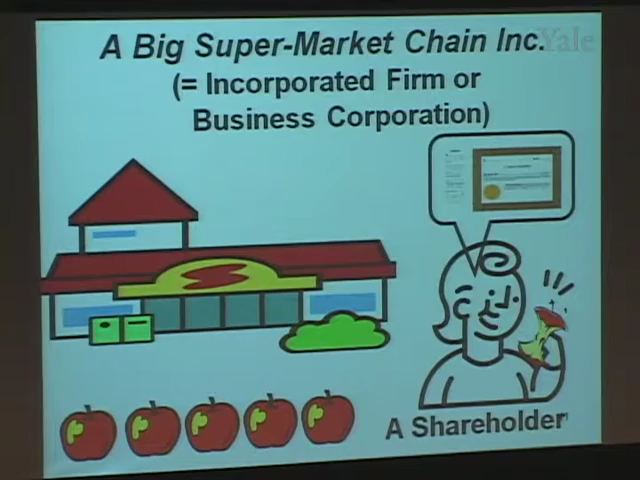 A Big Super-Market Chain Inc.
Yale
(= Incorporated Firm or
Business Corporation)
A Shareholder